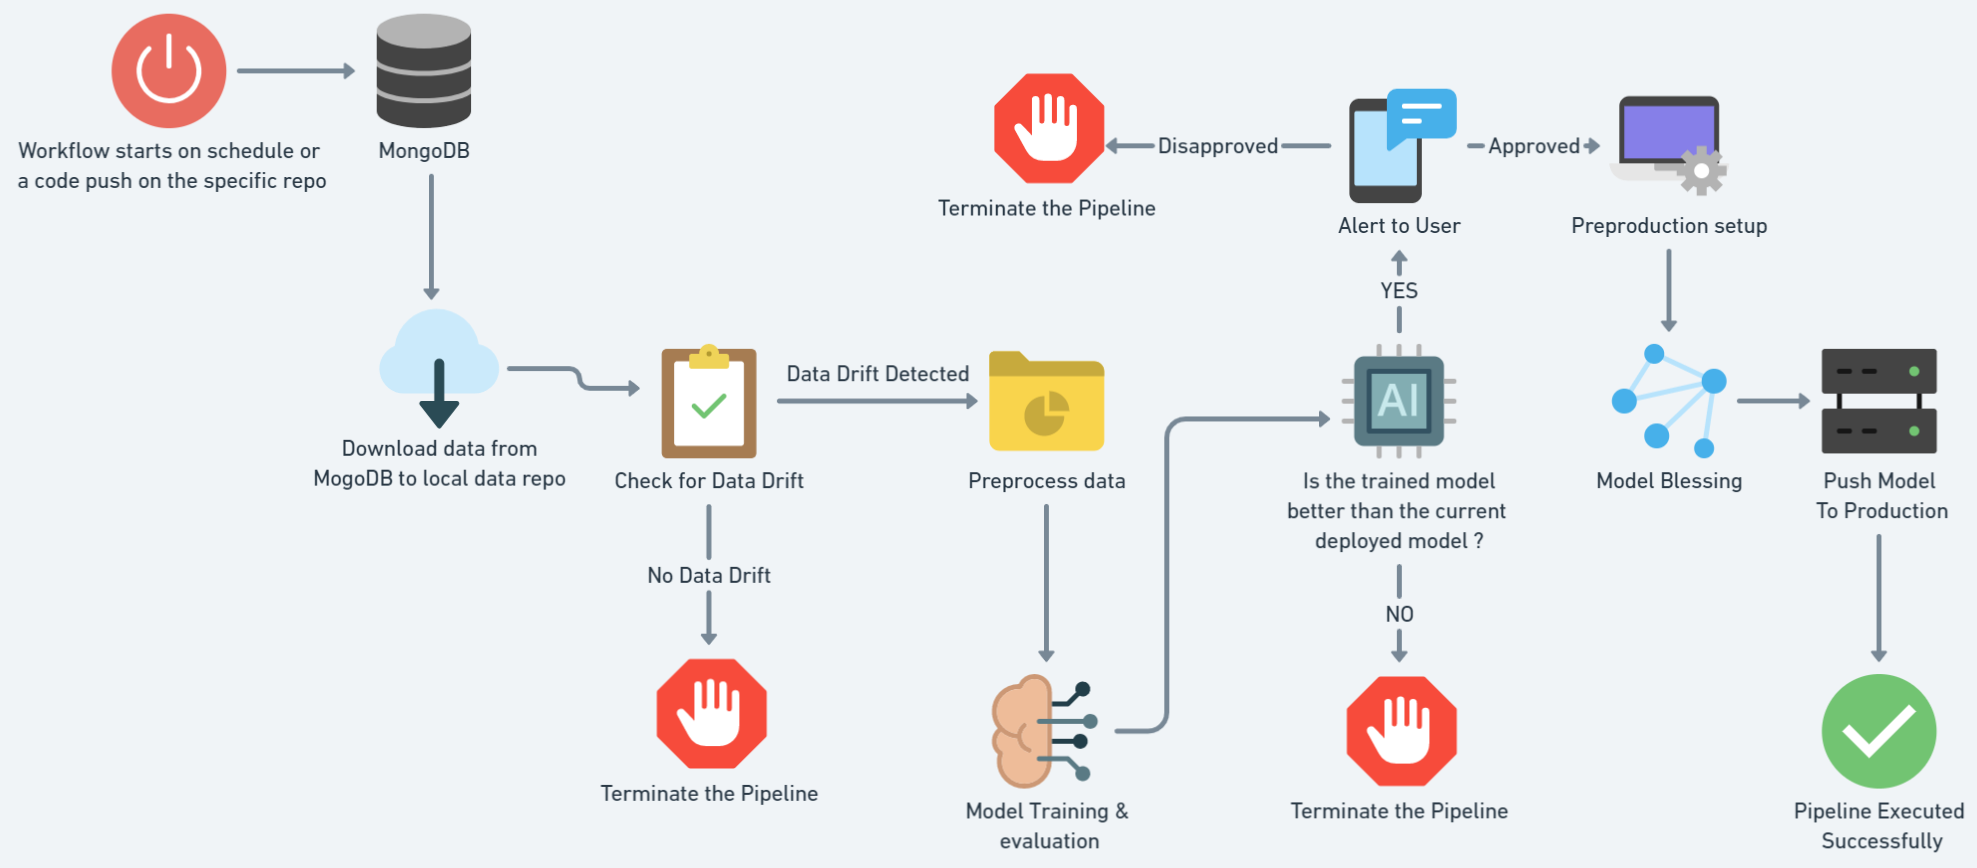 Workflow starts on schedule or
a code push on the specific repo
MongoDB
Download data from
MogoDB to local data repo
Check for Data Drift
No Data Drift
Terminate the Pipeline
Data Drift Detected
Preprocess data
Model Training &
evaluation
AI
Is the trained model
better than the current
deployed model ?
NO
Terminate the Pipeline
YES
Alert to User
Disapproved
Terminate the Pipeline
Approved
Preproduction setup
Model Blessing
Push Model
To Production
Pipeline Executed
Successfully